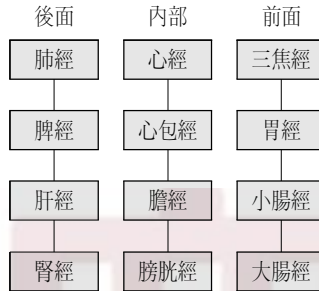 後面 內部 前面
肺經 心經 三焦經
脾經 心包經 胃經
肝經 膽經 小腸經
腎經 膀胱經 大腸經